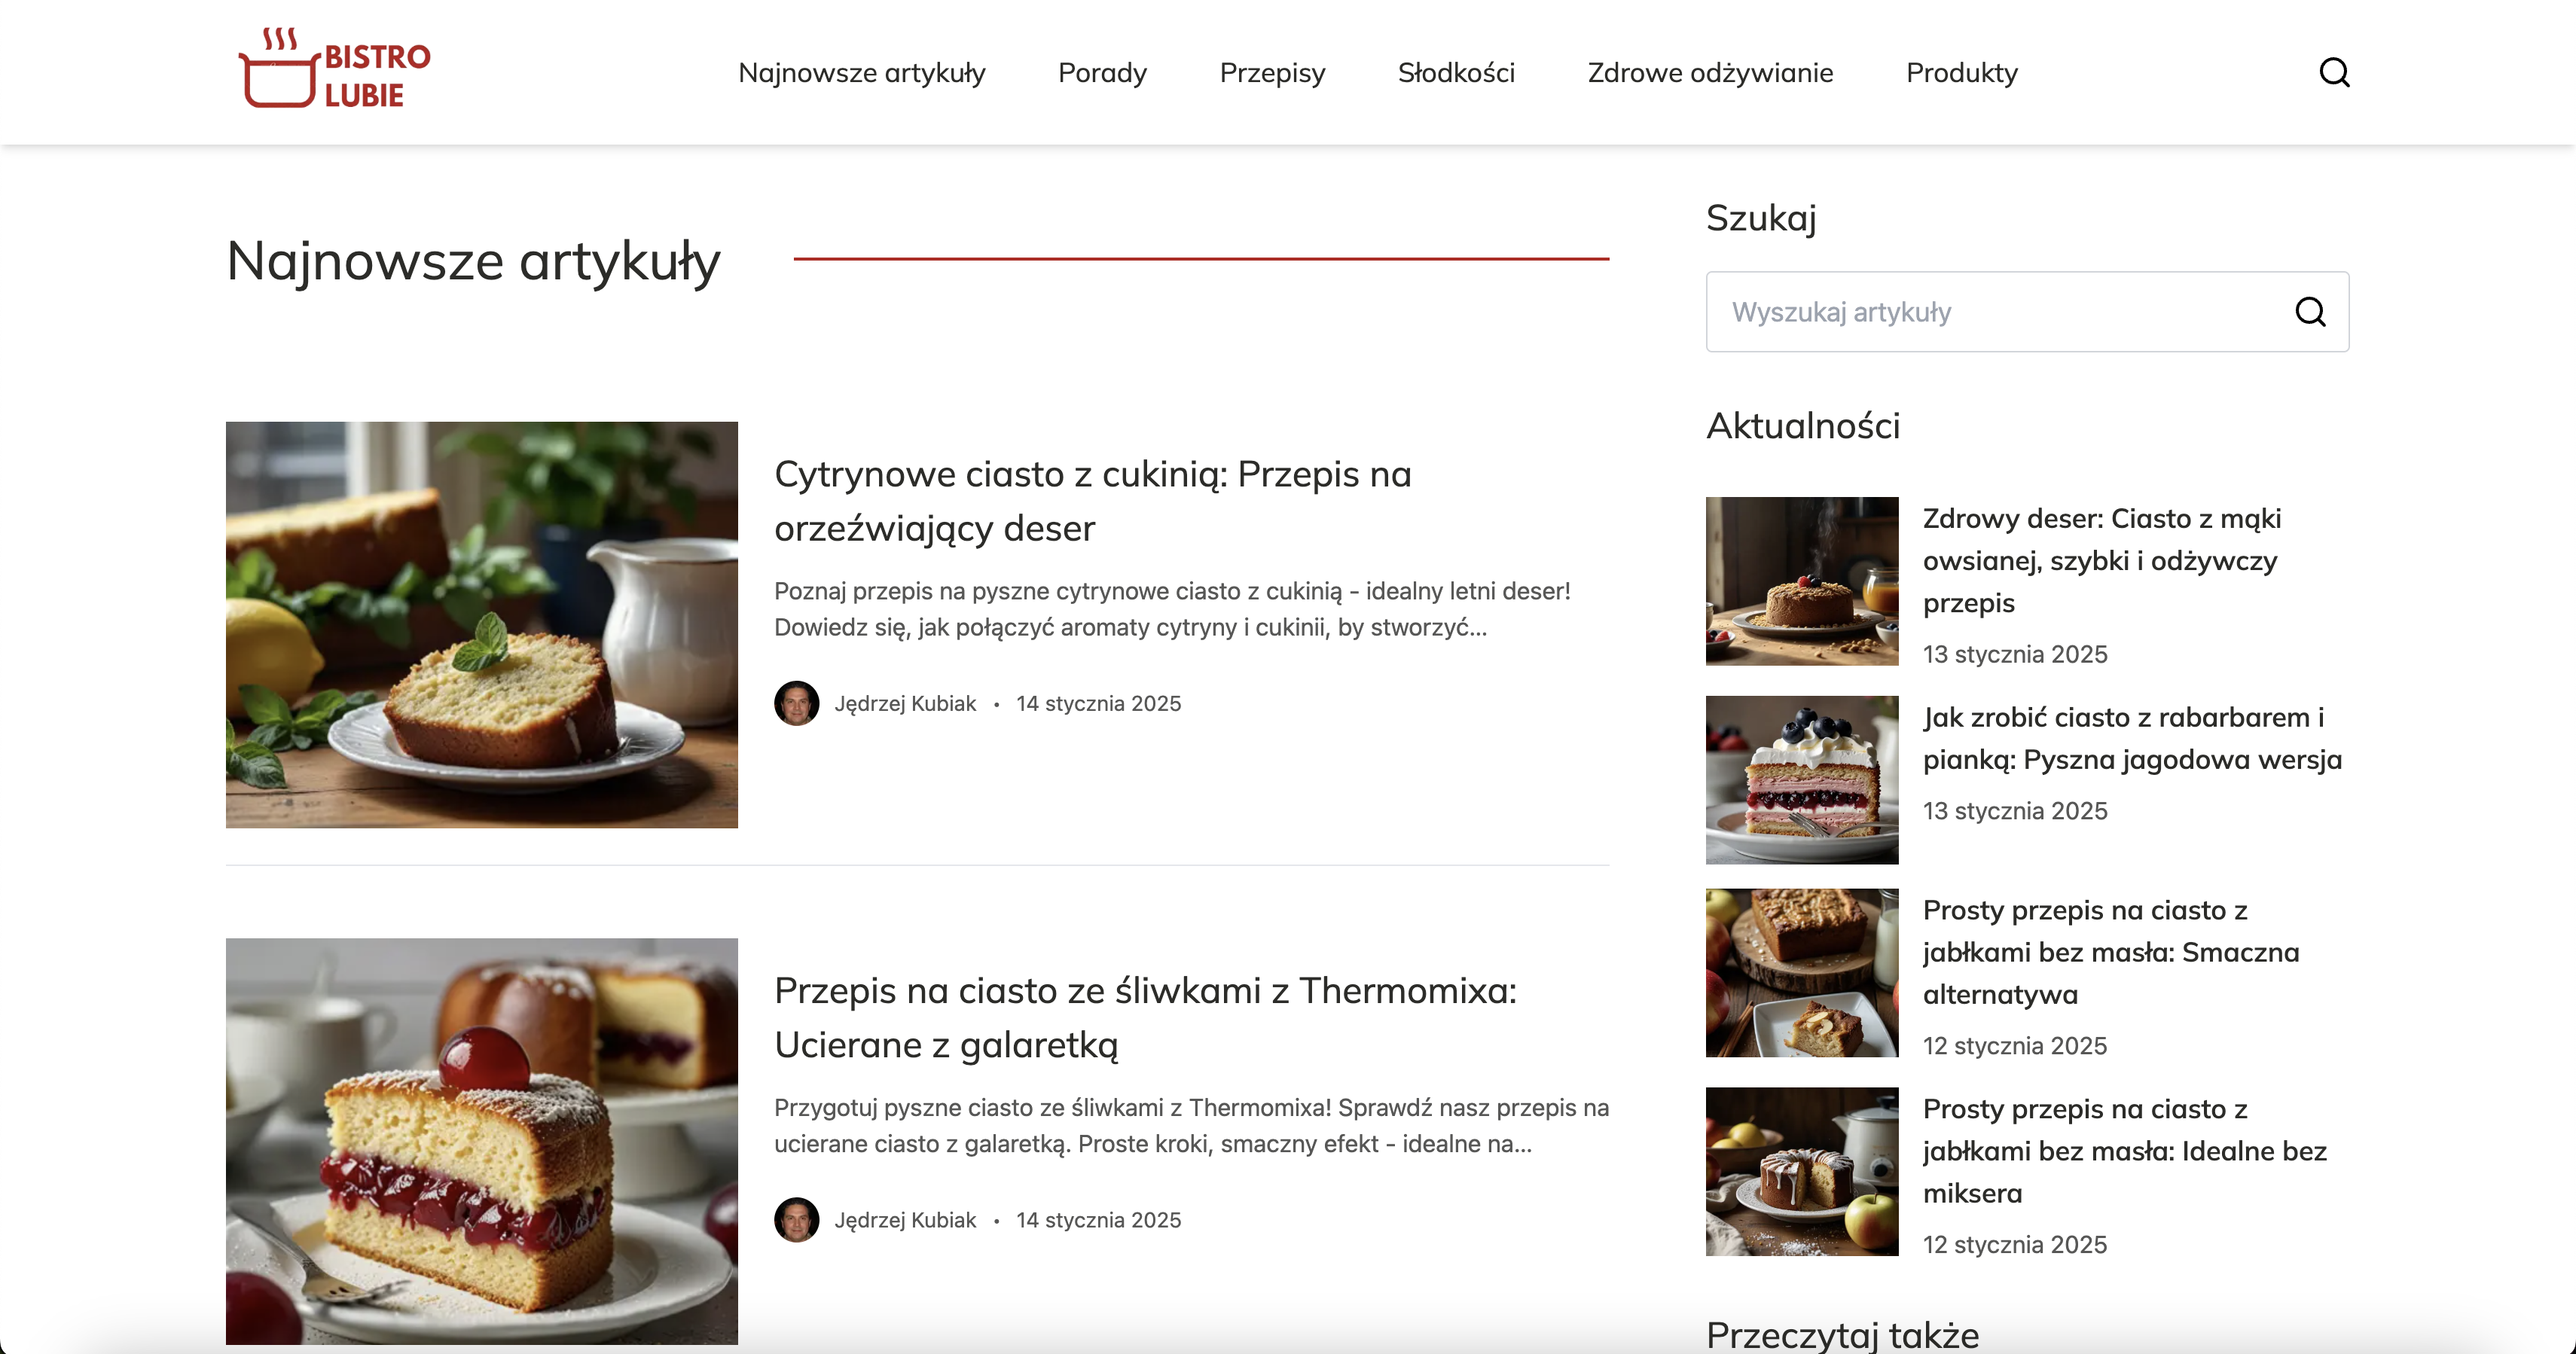 BISTRO
LUBIE
Najnowsze artykuły
Porady
Przepisy
Słodkości
Zdrowe odżywianie
Produkty
Najnowsze artykuły
Cytrynowe ciasto z cukinią: Przepis na
orzeźwiający deser
Poznaj przepis na pyszne cytrynowe ciasto z cukinią - idealny letni deser!
Dowiedz się, jak połączyć aromaty cytryny i cukinii, by stworzyć...
Jędrzej Kubiak • 14 stycznia 2025
Przepis na ciasto ze śliwkami z Thermomixa:
Ucierane z galaretką
Przygotuj pyszne ciasto ze śliwkami z Thermomixa! Sprawdź nasz przepis na
ucierane ciasto z galaretką. Proste kroki, smaczny efekt - idealne na...
Jędrzej Kubiak • 14 stycznia 2025
Szukaj
Wyszukaj artykuły
Aktualności
Zdrowy deser: Ciasto z mąki
owsianej, szybki i odżywczy
przepis
13 stycznia 2025
Jak zrobić ciasto z rabarbarem i
pianką: Pyszna jagodowa wersja
13 stycznia 2025
Prosty przepis na ciasto z
jabłkami bez masła: Smaczna
alternatywa
12 stycznia 2025
Prosty przepis na ciasto z
jabłkami bez masła: Idealne bez
miksera
12 stycznia 2025
Przeczytaj także